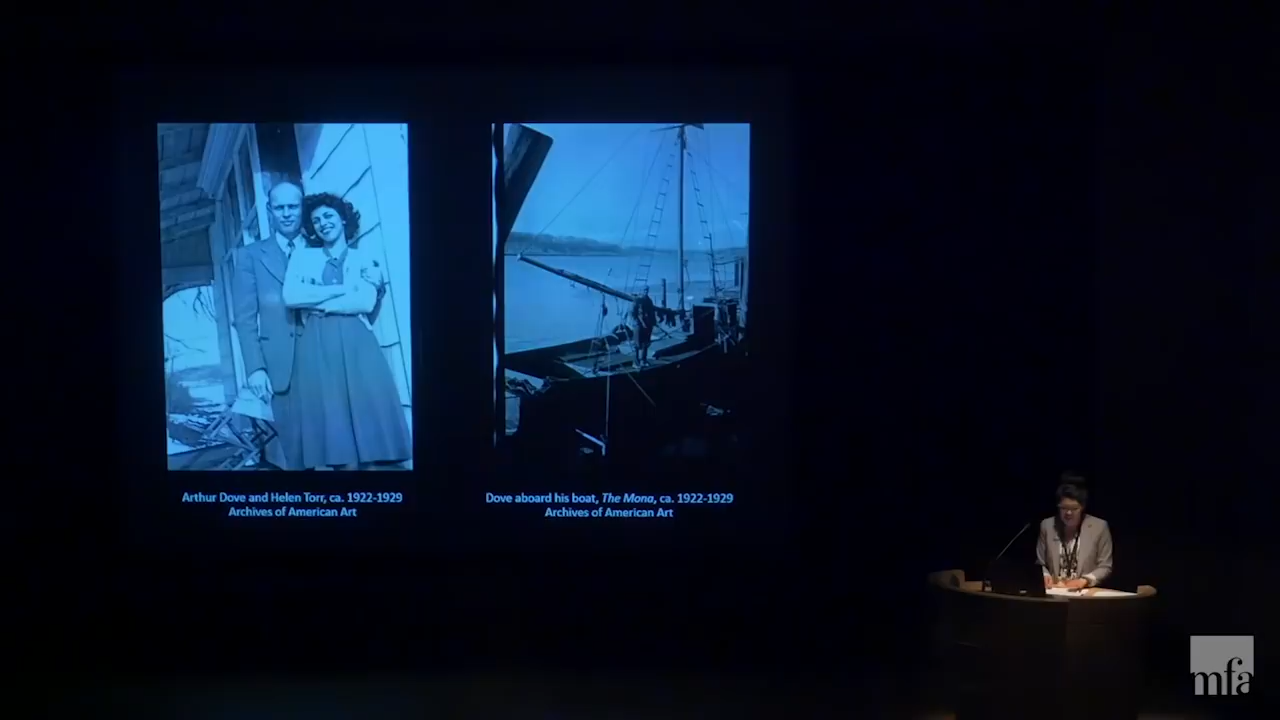 Arthur Dove and Helen Torr, ca. 1922-1929
Archives of American Art
Dove aboard his boat, The Mona, ca. 1922-1929
Archives of American Art
mfa